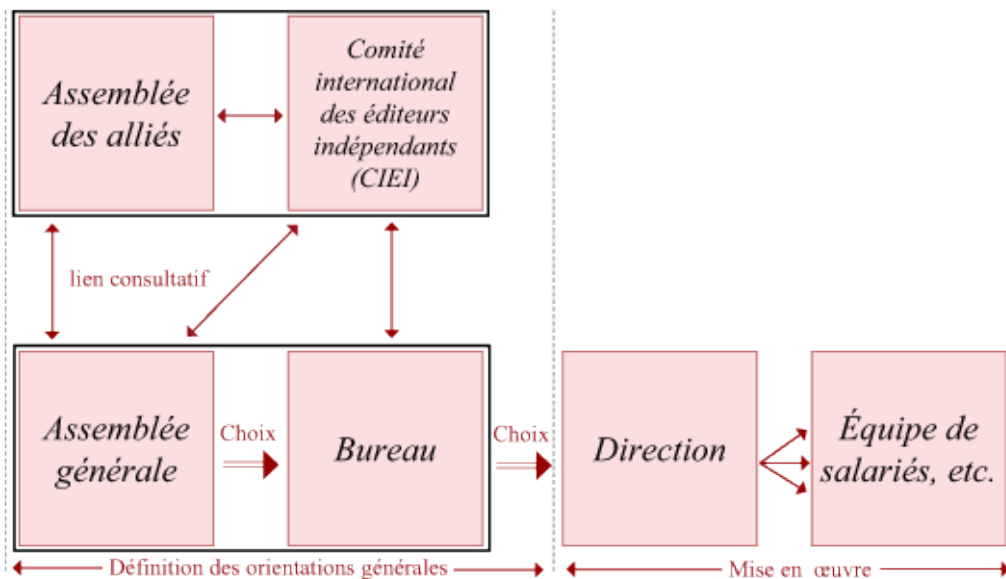 Assemblée
des alliés
Comité
international
des éditeurs
indépendants
(CIEI)
lien consultatif
Assemblée
générale
Choix
Bureau
Choix
Direction
Équipe de
salariés, etc.
Définition des orientations générales
Mise en œuvre